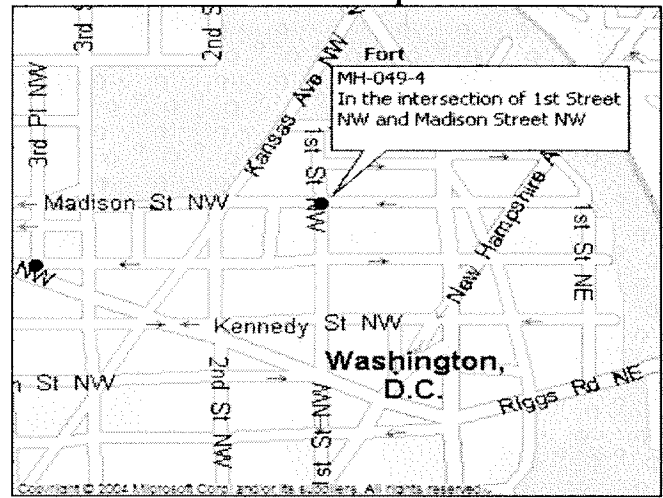 3rd S
2nd S
Kansas Ave NW
Fort
MH-049-4
In the intersection of 1st Street
NW and Madison Street NW
3rd Pl NW
1st St NW
New Hampshire A
Madison St NW
1st St NE
NW
Kennedy St NW
Washington,
D.C.
St NW
2nd St NW
1st St NW
Riggs Rd NE
Copyright © 2004 Microsoft Corp. and/or its suppliers. All rights reserved.